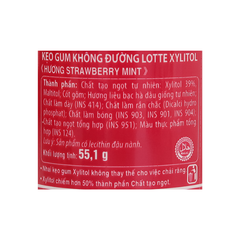 KẸO GUM KHÔNG ĐƯỜNG LOTTE XYLITOL
( HƯƠNG STRAWBERRY MINT )
Thành phần: Chất tạo ngọt tự nhiên: Xylitol 39%,
Maltitol; Cốt gôm; Hương liệu bạc hà dâu giống tự nhiên,
Chất làm dày (INS 414); Chất làm rắn chắc (Dicalci hydro
phosphat), Chất làm bóng (INS 903, INS 901, INS 904);
Chất tạo ngọt tổng hợp (INS 951); Màu thực phẩm tổng
hợp (INS 124).
Lưu ý: Sản phẩm có lecithin đậu nành.
Khối lượng tịnh: 55,1 g
- Nhai kẹo gum Xylitol không thay thế cho việc chải răng.
- Xylitol chiếm hơn 50% thành phần Chất tạo ngọt.